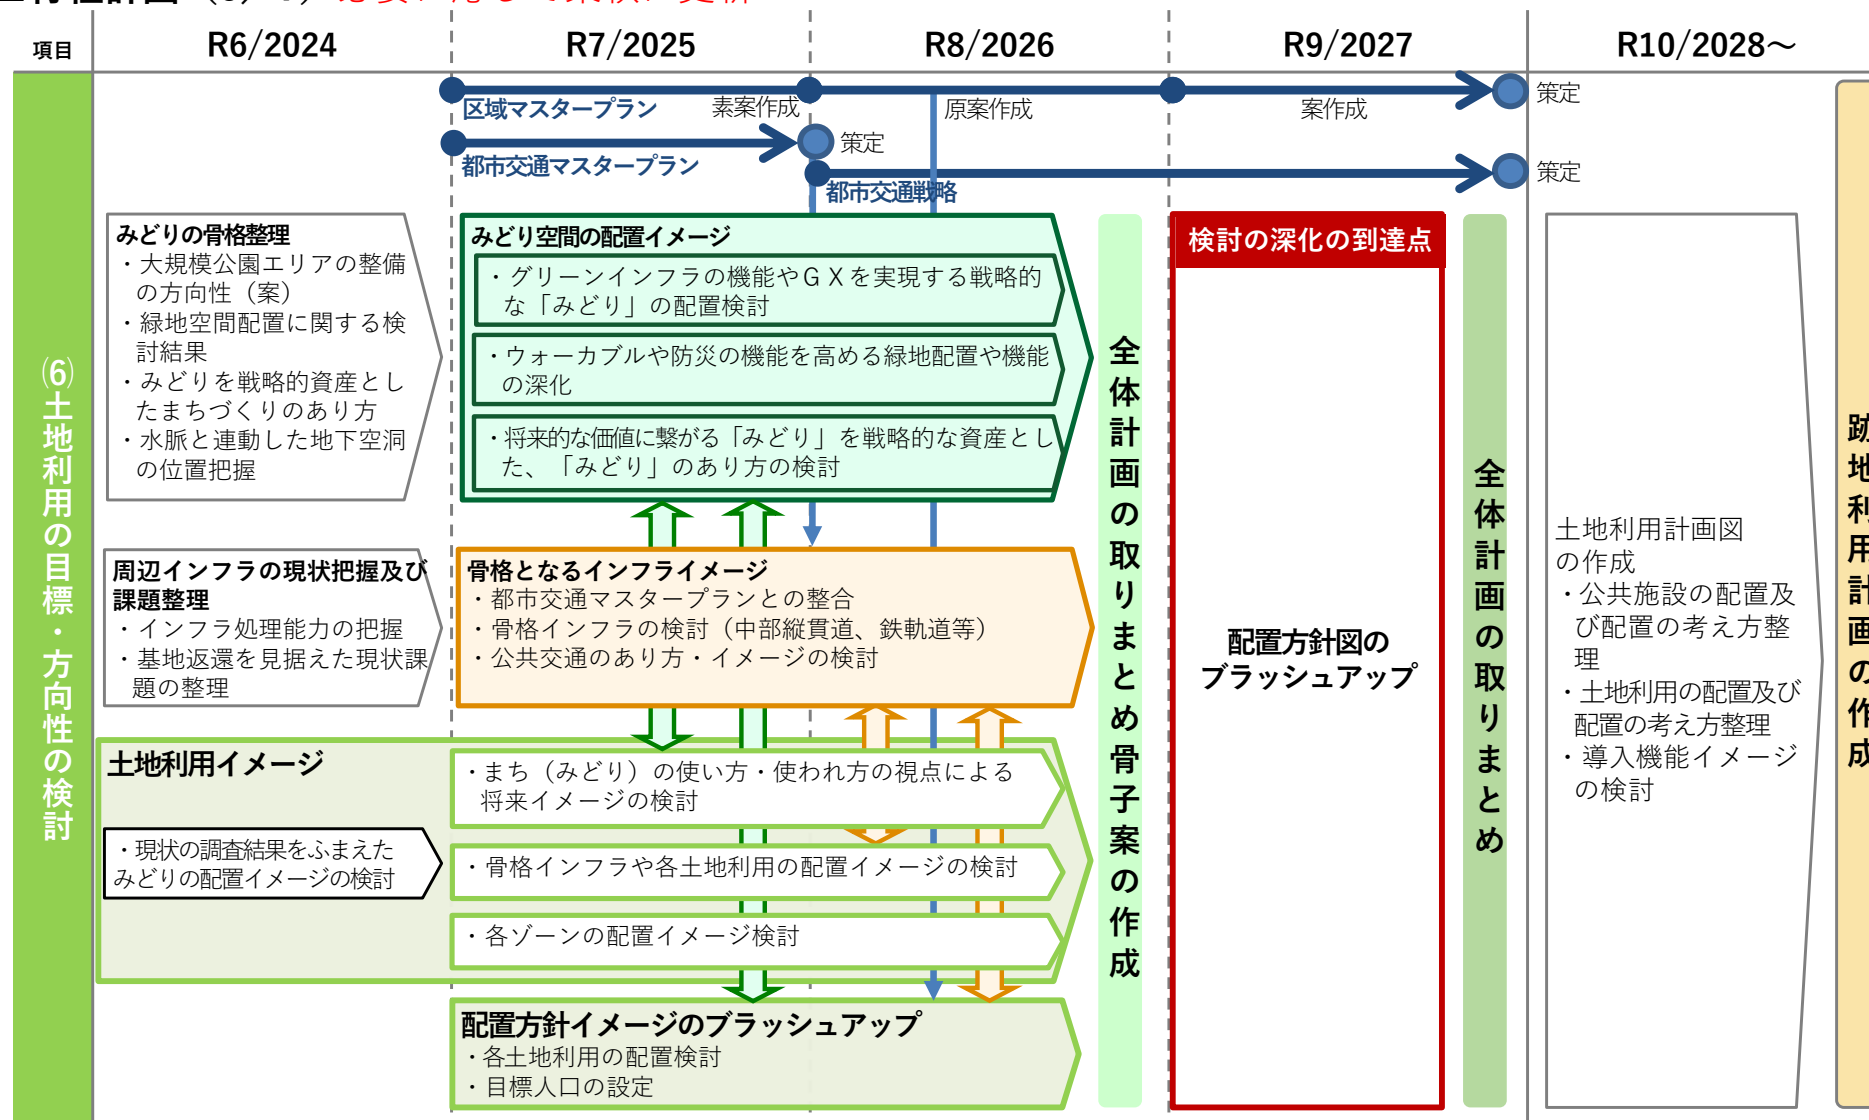 項目
R6/2024
R7/2025
R8/2026
R9/2027
R10/2028～
区域マスタープラン
素案作成
原案作成
案作成
策定
都市交通マスタープラン
策定
都市交通戦略
策定
⑹土地利用の目標・方向性の検討
みどりの骨格整理
・大規模公園エリアの整備
の方向性（案）
・緑地空間配置に関する検
討結果
・みどりを戦略的資産とし
たまちづくりのあり方
・水脈と連動した地下空洞
の位置把握
みどり空間の配置イメージ
・グリーンインフラの機能やＧＸを実現する戦略的
な「みどり」の配置検討
・ウォーカブルや防災の機能を高める緑地配置や機能
の深化
・将来的な価値に繋がる「みどり」を戦略的な資産とし
た、「みどり」のあり方の検討
周辺インフラの現状把握及び
課題整理
・インフラ処理能力の把握
・基地返還を見据えた現状課
題の整理
骨格となるインフライメージ
・都市交通マスタープランとの整合
・骨格インフラの検討（中部縦貫道、鉄軌道等）
・公共交通のあり方・イメージの検討
土地利用イメージ
・現状の調査結果をふまえた
みどりの配置イメージの検討
・まち（みどり）の使い方・使われ方の視点による
将来イメージの検討
・骨格インフラや各土地利用の配置イメージの検討
・各ゾーンの配置イメージ検討
配置方針イメージのブラッシュアップ
・各土地利用の配置検討
・目標人口の設定
全体計画の取りまとめ骨子案の作成
検討の深化の到達点
配置方針図の
ブラッシュアップ
全体計画の取りまとめ
土地利用計画図
の作成
・公共施設の配置及
び配置の考え方整
理
・土地利用の配置及び
配置の考え方整理
・導入機能イメージ
の検討
跡地利用計画の作成